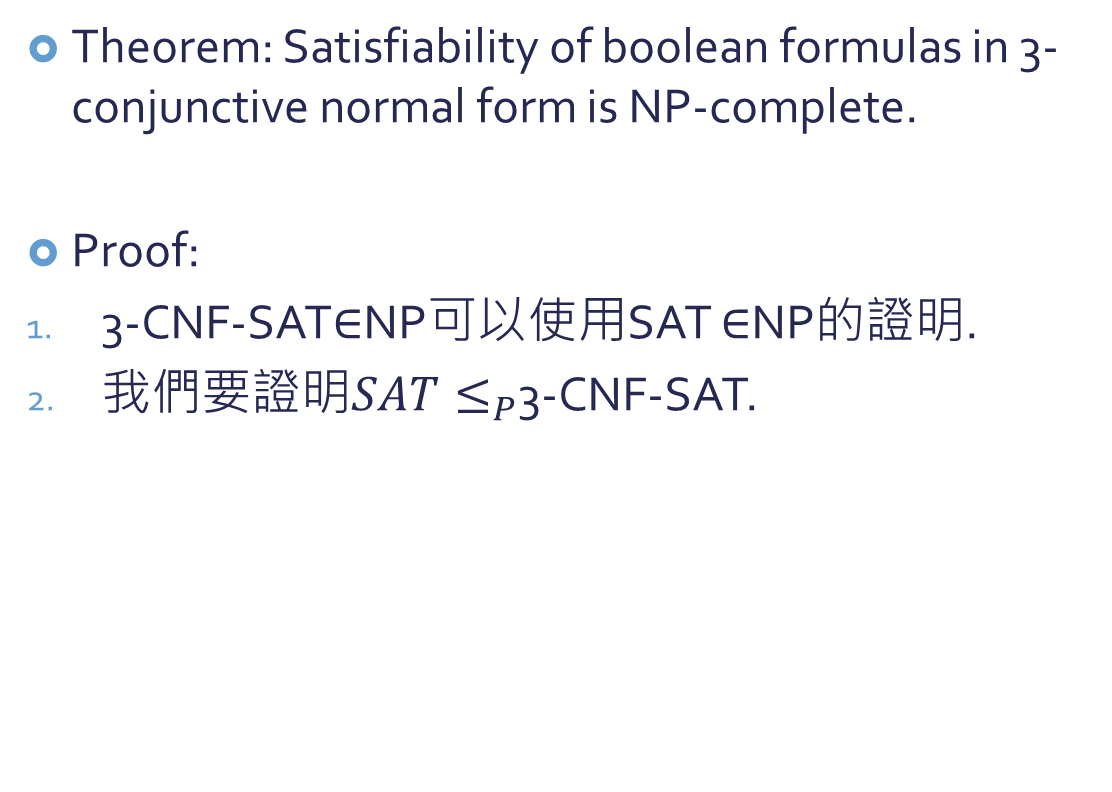 Theorem: Satisfiability of boolean formulas in 3-
conjunctive normal form is NP-complete.
Proof:
1. 3-CNF-SAT∈NP可以使用SAT ∈NP的證明.
2. 我們要證明SAT ≤P3-CNF-SAT.